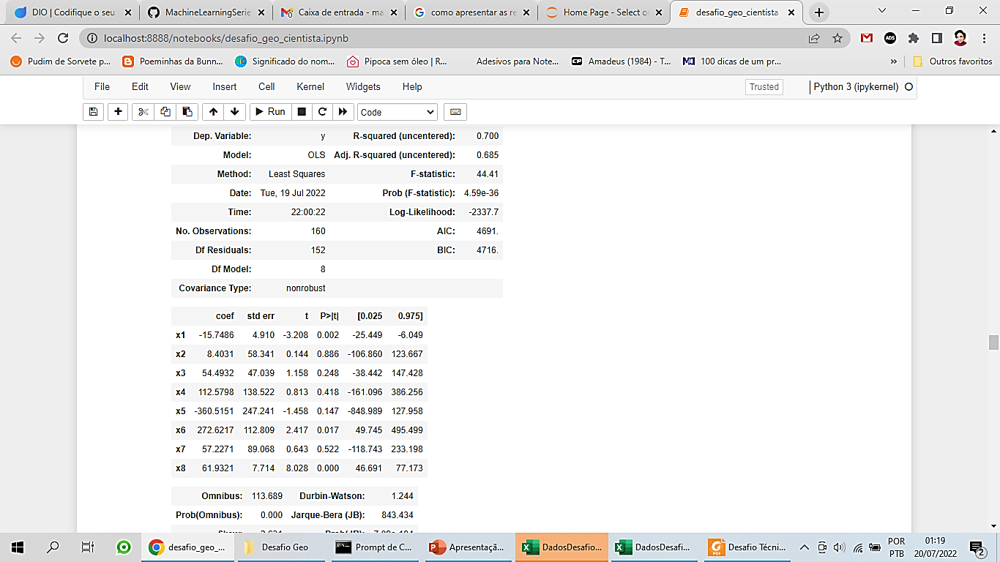 DIO | Codifique o seu
MachineLearningSerie
Caixa de entrada - ma
como apresentar as re
Home Page - Select o
desafio_geo_cientista
localhost:8888/notebooks/desafio_geo_cientista.ipynb
Pudim de Sorvete p...
Poeminhas da Bunn...
Significado do nom...
Pipoca sem óleo | R...
Adesivos para Note...
Amadeus (1984) - T...
100 dicas de um pr...
»
Outros favoritos
File Edit View Insert Cell Kernel Widgets Help
Trusted
Python 3 (ipykernel)
Run
Code
Dep. Variable: y R-squared (uncentered): 0.700
Model: OLS Adj. R-squared (uncentered): 0.685
Method: Least Squares F-statistic: 44.41
Date: Tue, 19 Jul 2022 Prob (F-statistic): 4.59e-36
Time: 22:00:22 Log-Likelihood: -2337.7
No. Observations: 160 AIC: 4691.
Df Residuals: 152 BIC: 4716.
Df Model: 8
Covariance Type: nonrobust
coef std err t P>|t| [0.025 0.975]
x1 -15.7486 4.910 -3.208 0.002 -25.449 -6.049
x2 8.4031 58.341 0.144 0.886 -106.860 123.667
x3 54.4932 47.039 1.158 0.248 -38.442 147.428
x4 112.5798 138.522 0.813 0.418 -161.096 386.256
x5 -360.5151 247.241 -1.458 0.147 -848.989 127.958
x6 272.6217 112.809 2.417 0.017 49.745 495.499
x7 57.2271 89.068 0.643 0.522 -118.743 233.198
x8 61.9321 7.714 8.028 0.000 46.691 77.173
Omnibus: 113.689 Durbin-Watson: 1.244
Prob(Omnibus): 0.000 Jarque-Bera (JB): 843.434
desafio_geo_...
Desafio Geo
Prompt de C...
Apresentaçã...
DadosDesafio...
DadosDesafi...
Desafio Técni...
POR
PTB
01:19
20/07/2022
2